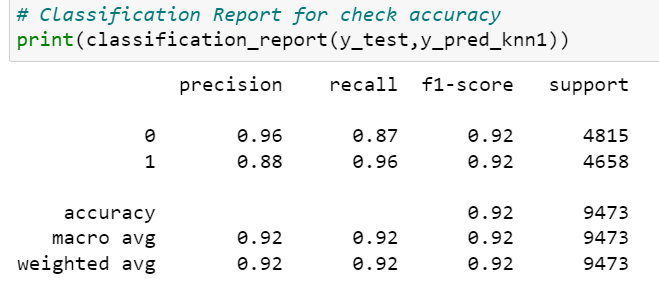 # Classification Report for check accuracy
print(classification_report(y_test,y_pred_knn1))
precision recall f1-score support
0 0.96 0.87 0.92 4815
1 0.88 0.96 0.92 4658
accuracy 0.92 9473
macro avg 0.92 0.92 0.92 9473
weighted avg 0.92 0.92 0.92 9473